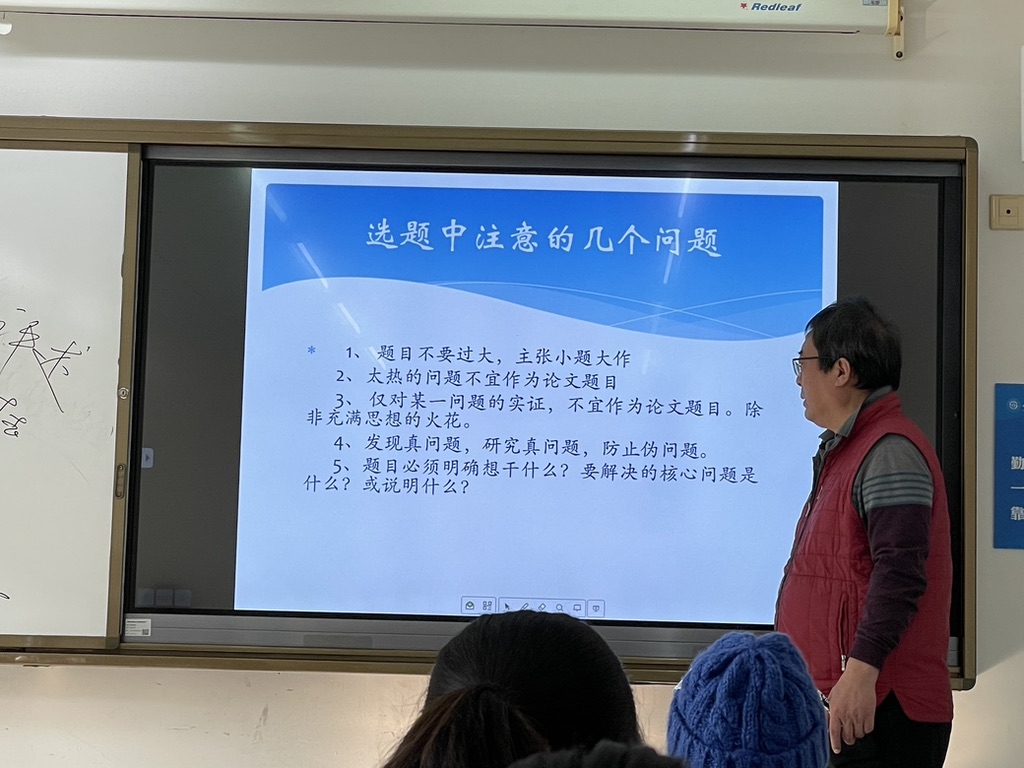 Redleaf
选题中注意的几个问题
* 1、 题目不要过大，主张小题大作
2、 太热的问题不宜作为论文题目
3、 仅对某一问题的实证，不宜作为论文题目。除
非充满思想的火花。
4、发现真问题，研究真问题，防止伪问题。
5、题目必须明确想干什么？要解决的核心问题是
什么？或说明什么？
勤
一
靠